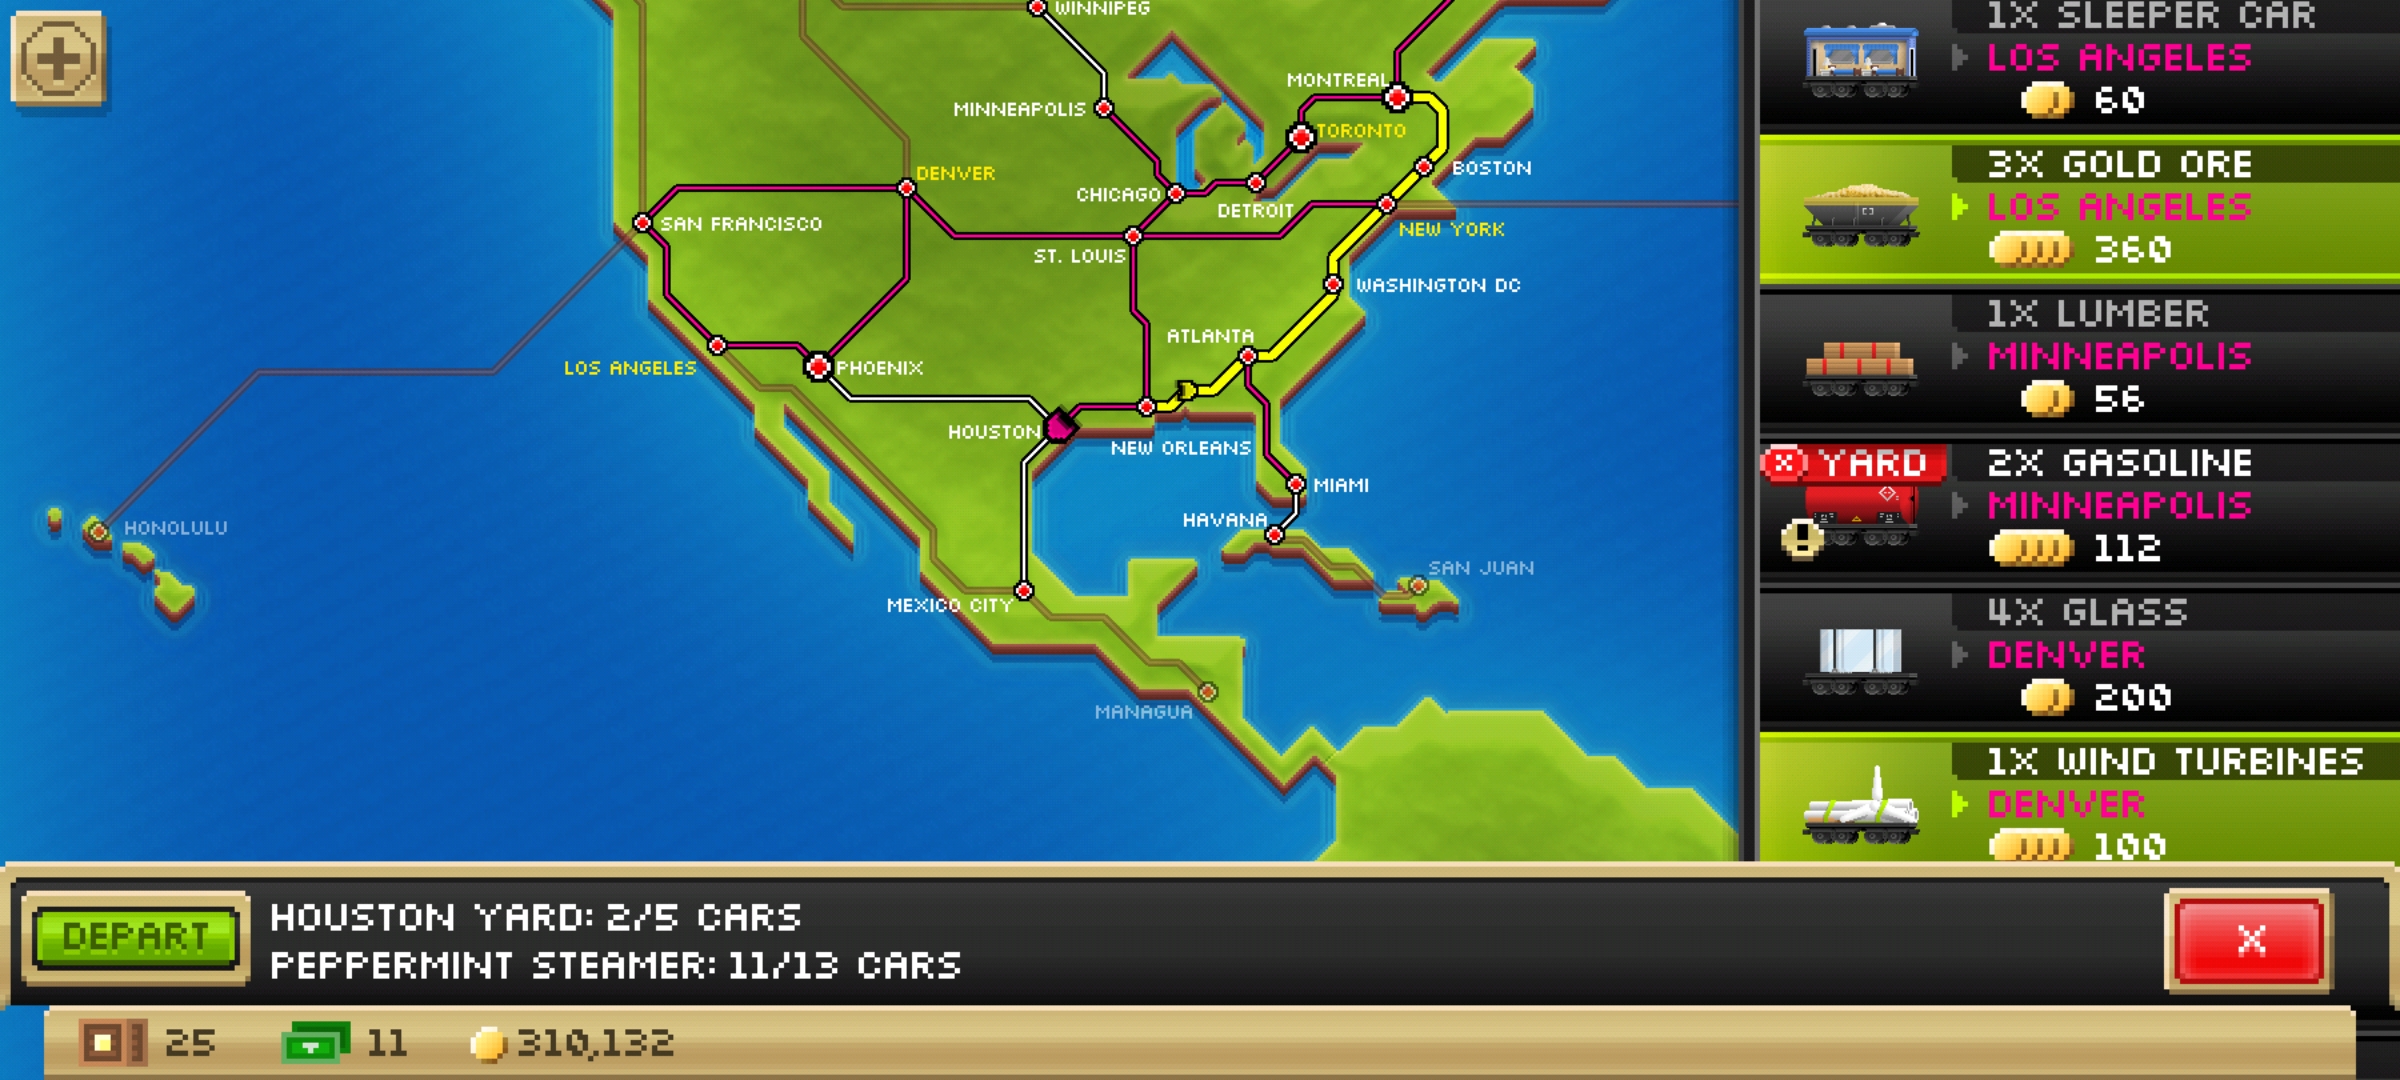 WINNIPEG
MONTREAL
MINNEAPOLIS
TORONTO
BOSTON
DENVER
CHICAGO
DETROIT
SAN FRANCISCO
NEW YORK
ST. LOUIS
WASHINGTON DC
ATLANTA
LOS ANGELES
PHOENIX
HOUSTON
NEW ORLEANS
MIAMI
HAVANA
HONOLULU
SAN JUAN
MEXICO CITY
MANAGUA
1X SLEEPER CAR
LOS ANGELES
60
3X GOLD ORE
LOS ANGELES
360
1X LUMBER
MINNEAPOLIS
56
X YARD
2X GASOLINE
MINNEAPOLIS
112
4X GLASS
DENVER
200
1X WIND TURBINES
DENVER
100
DEPART
HOUSTON YARD: 2/5 CARS
PEPPERMINT STEAMER: 11/13 CARS
X
25
11
310,132